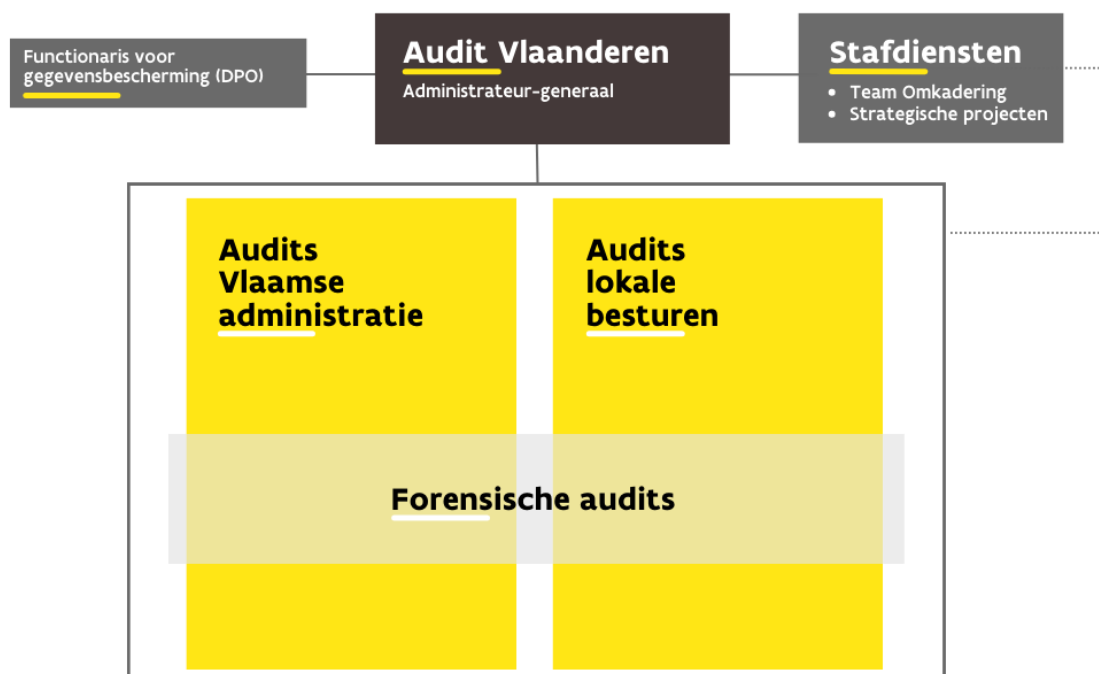 Functionaris voor
gegevensbescherming (DPO)
Audit Vlaanderen
Administrateur-generaal
Stafdiensten
• Team Omkadering
• Strategische projecten
Audits
Vlaamse
administratie
Audits
lokale
besturen
Forensische audits